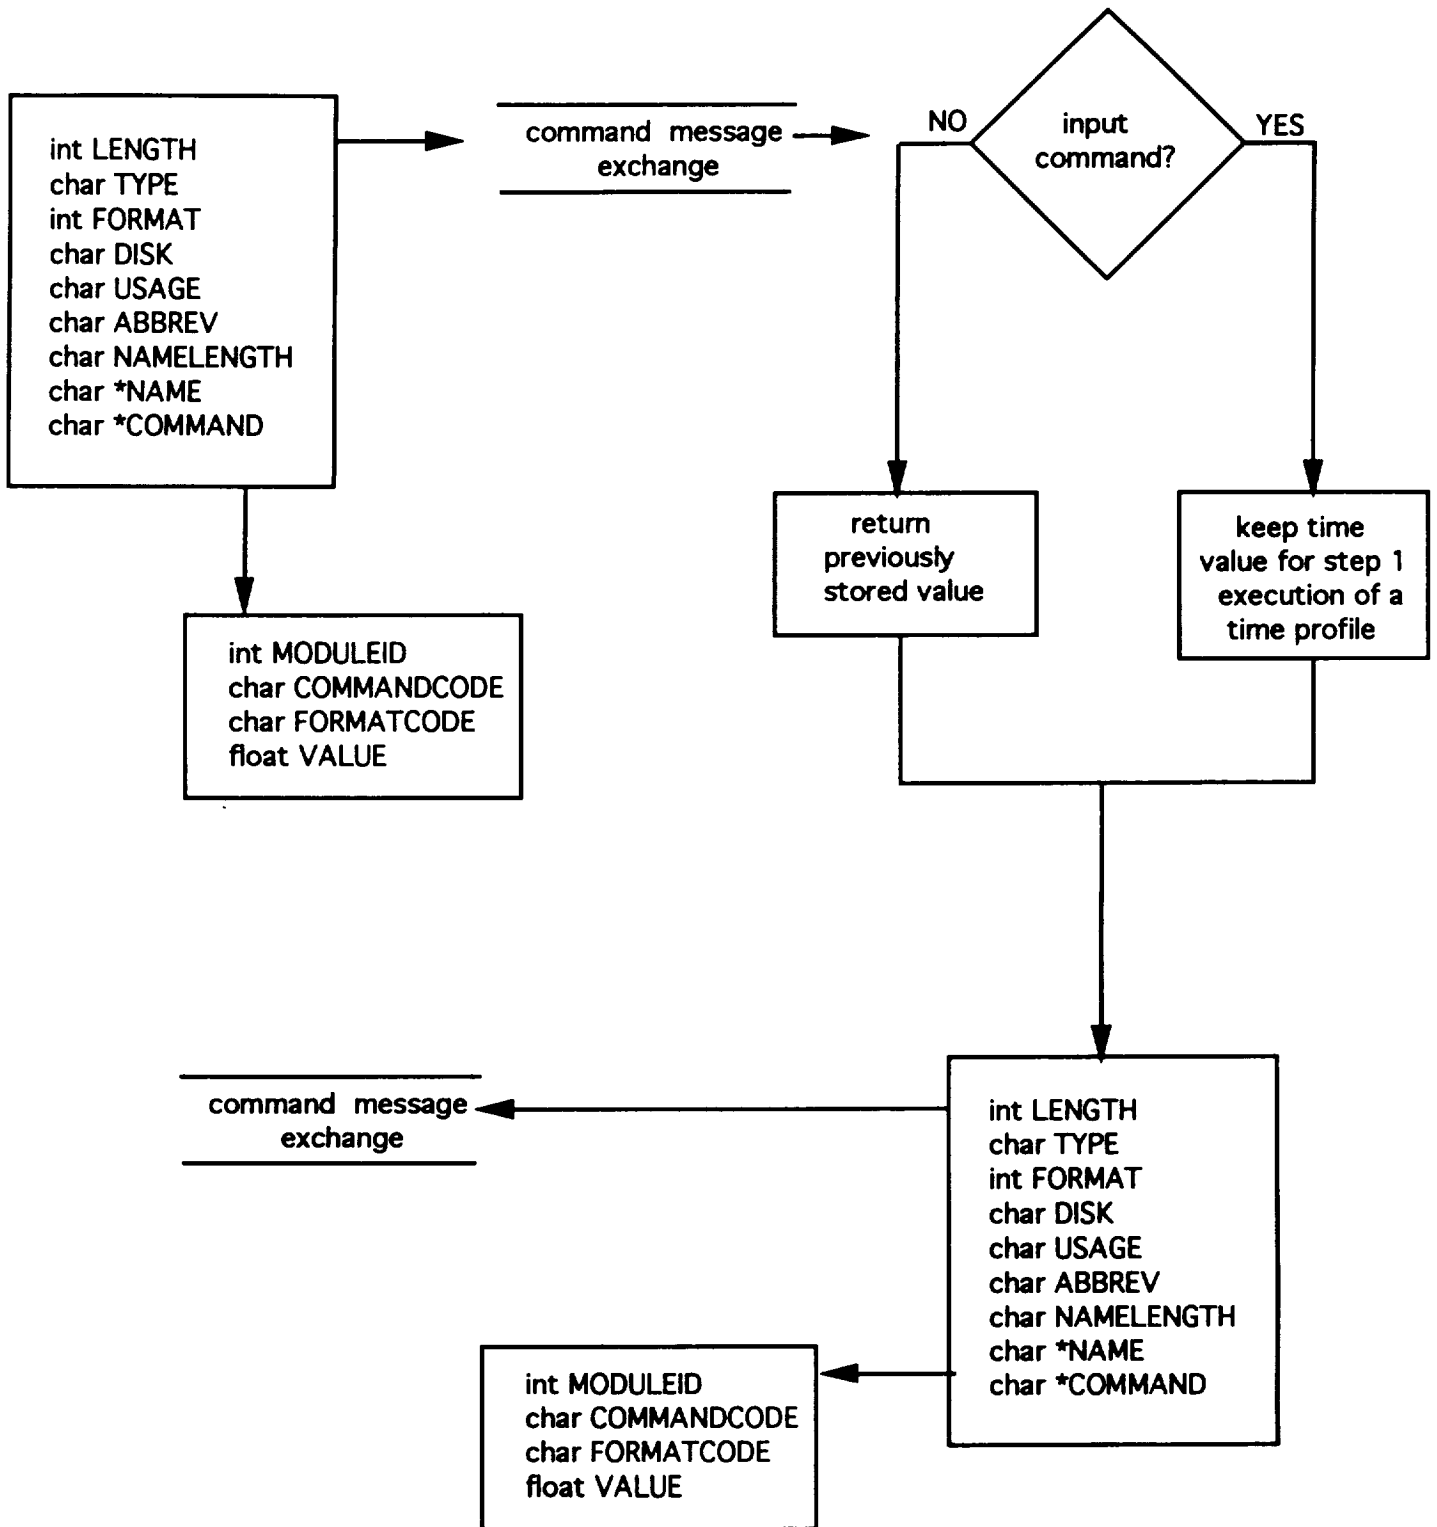 int LENGTH
char TYPE
int FORMAT
char DISK
char USAGE
char ABBREV
char NAMELENGTH
char *NAME
char *COMMAND
command message
exchange
NO
input
command?
YES
int MODULEID
char COMMANDCODE
char FORMATCODE
float VALUE
return
previously
stored value
keep time
value for step 1
execution of a
time profile
command message
exchange
int LENGTH
char TYPE
int FORMAT
char DISK
char USAGE
char ABBREV
char NAMELENGTH
char *NAME
char *COMMAND
int MODULEID
char COMMANDCODE
char FORMATCODE
float VALUE